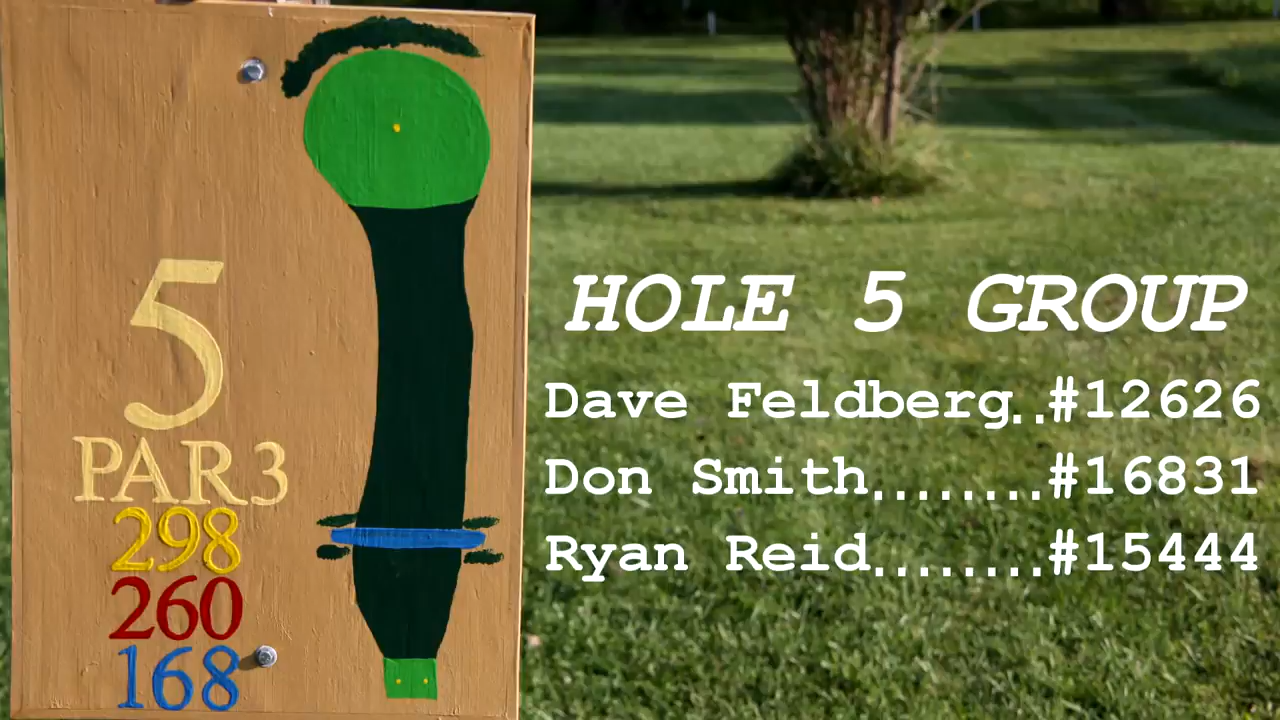 5
PAR3
298
260
168
HOLE 5 GROUP
Dave Feldberg..#12626
Don Smith........#16831
Ryan Reid........#15444